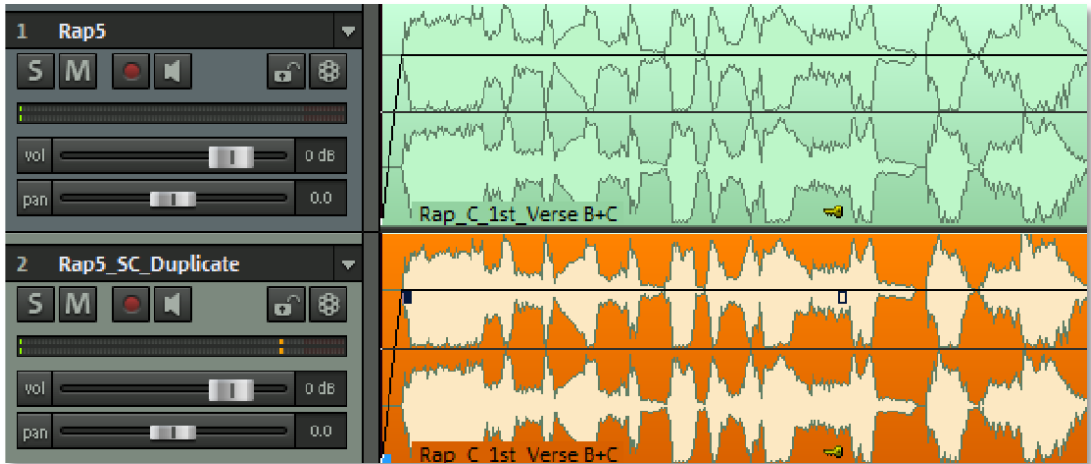 1 Rap5
S M
vol 0 dB
pan 0.0
Rap_C_1st_Verse B+C
2 Rap5_SC_Duplicate
S M
vol 0 dB
pan 0.0
Rap_C_1st_Verse B+C